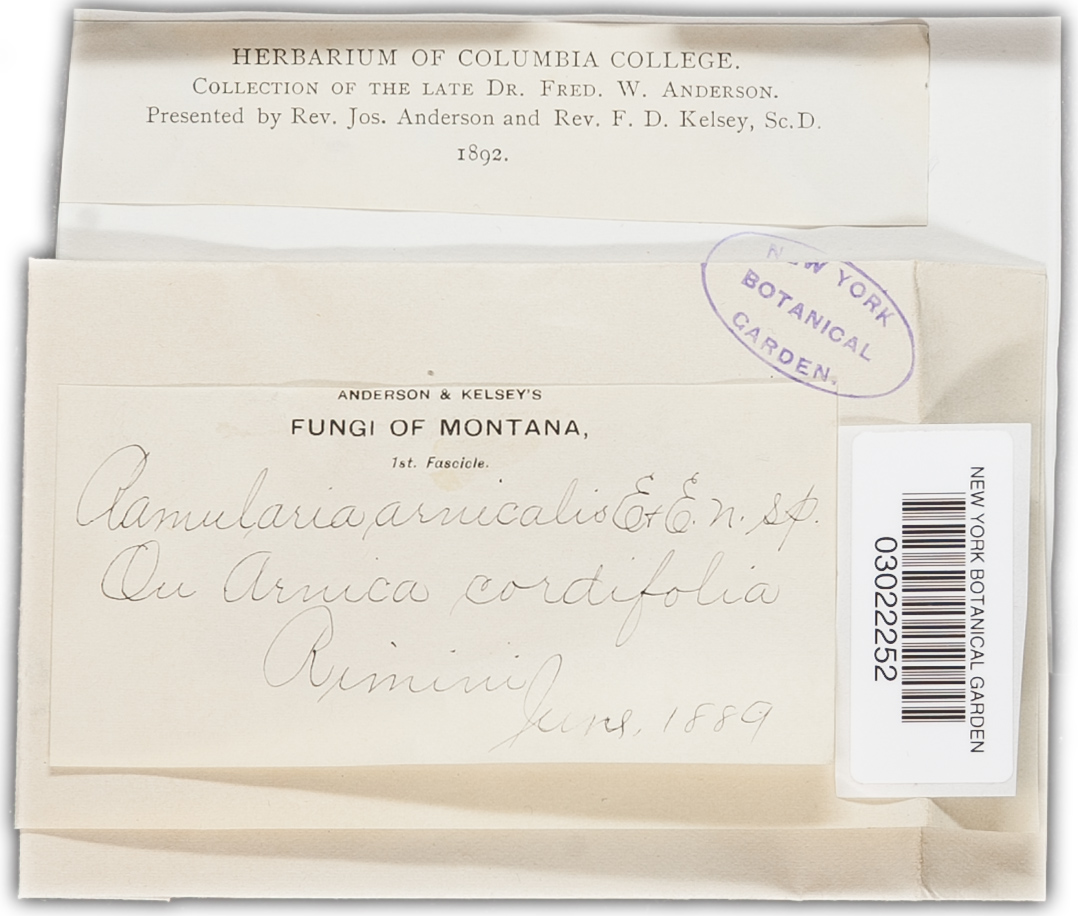 HERBARIUM OF COLUMBIA COLLEGE.
COLLECTION OF THE LATE DR. FRED. W. ANDERSON.
Presented by Rev. Jos. Anderson and Rev. F. D. Kelsey, Sc.D.
1892.
NEW YORK
BOTANICAL
GARDEN.
ANDERSON & KELSEY'S
FUNGI OF MONTANA,
1st. Fascicle.
Ramularia arnicalis E&E. n. sp.
On Arnica cordifolia
Rimini
June, 1889
NEW YORK BOTANICAL GARDEN
03022252